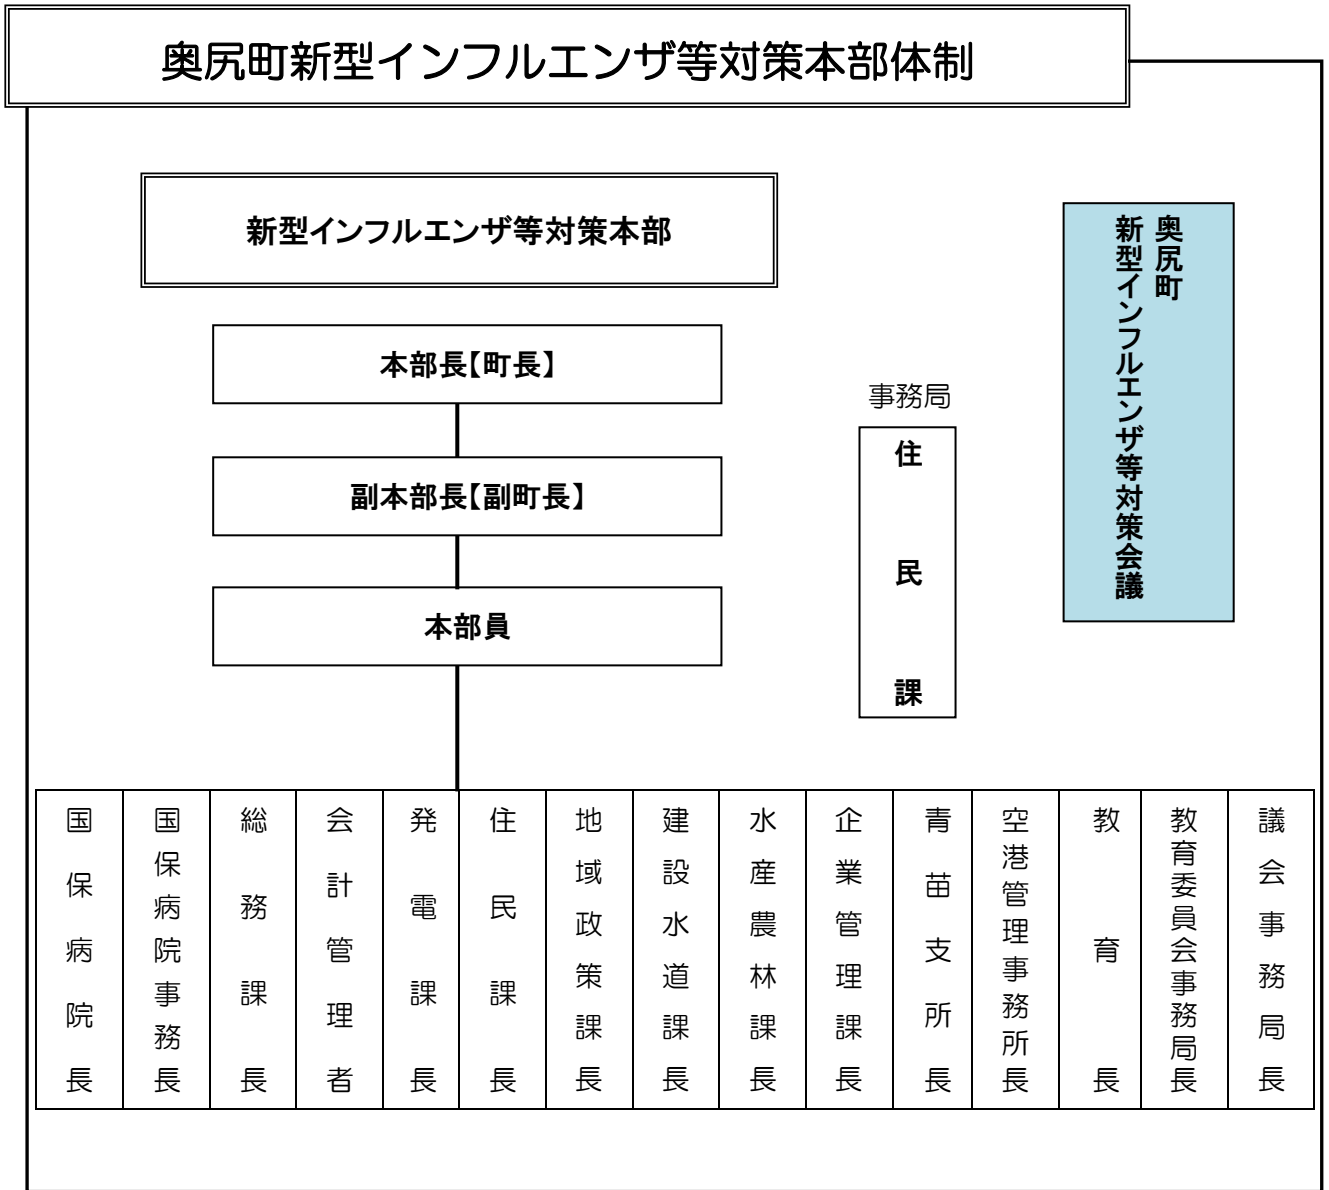 奥尻町新型インフルエンザ等対策本部体制
新型インフルエンザ等対策本部
本部長【町長】
副本部長【副町長】
本部員
事務局
住民課
奥尻町
新型インフルエンザ等対策会議
国保病院長
国保病院事務長
総務課長
会計管理者
発電課長
住民課長
地域政策課長
建設水道課長
水産農林課長
企業管理課長
青苗支所長
空港管理事務所長
教育長
教育委員会事務局長
議会事務局長